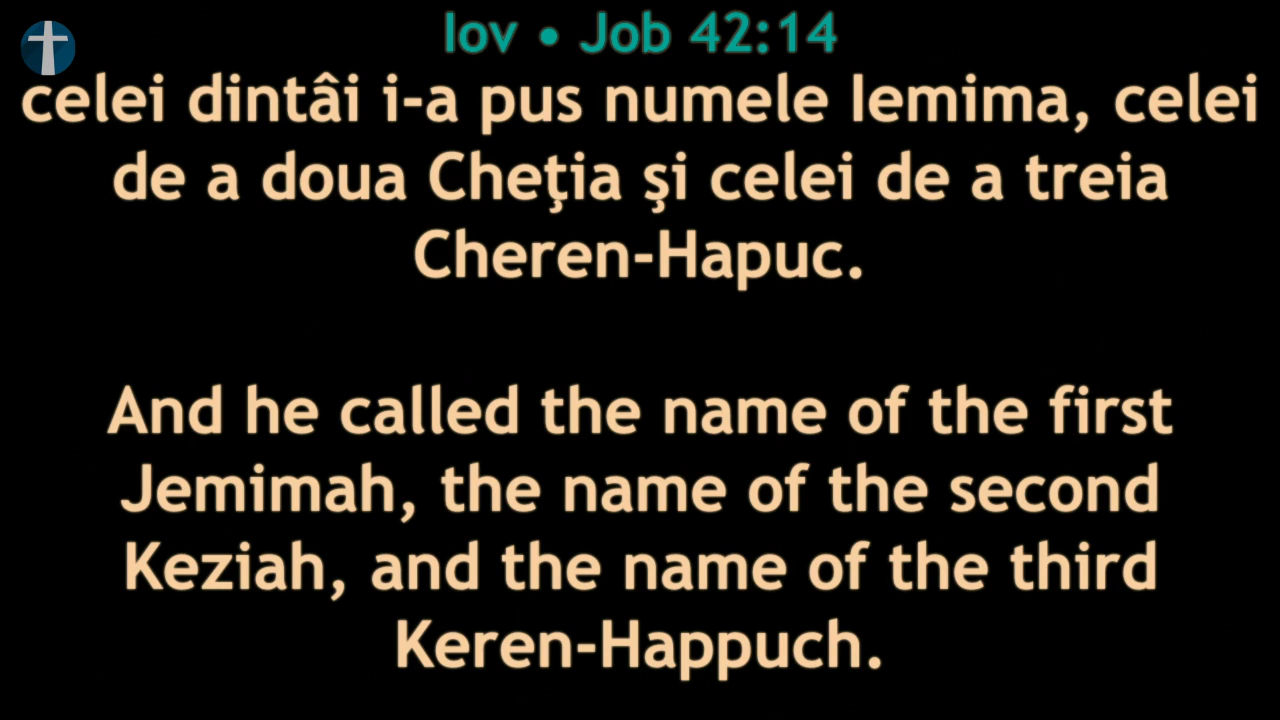 Iov • Job 42:14
celei dintâi i-a pus numele Iemima, celei
de a doua Cheţia şi celei de a treia
Cheren-Hapuc.
And he called the name of the first
Jemimah, the name of the second
Keziah, and the name of the third
Keren-Happuch.